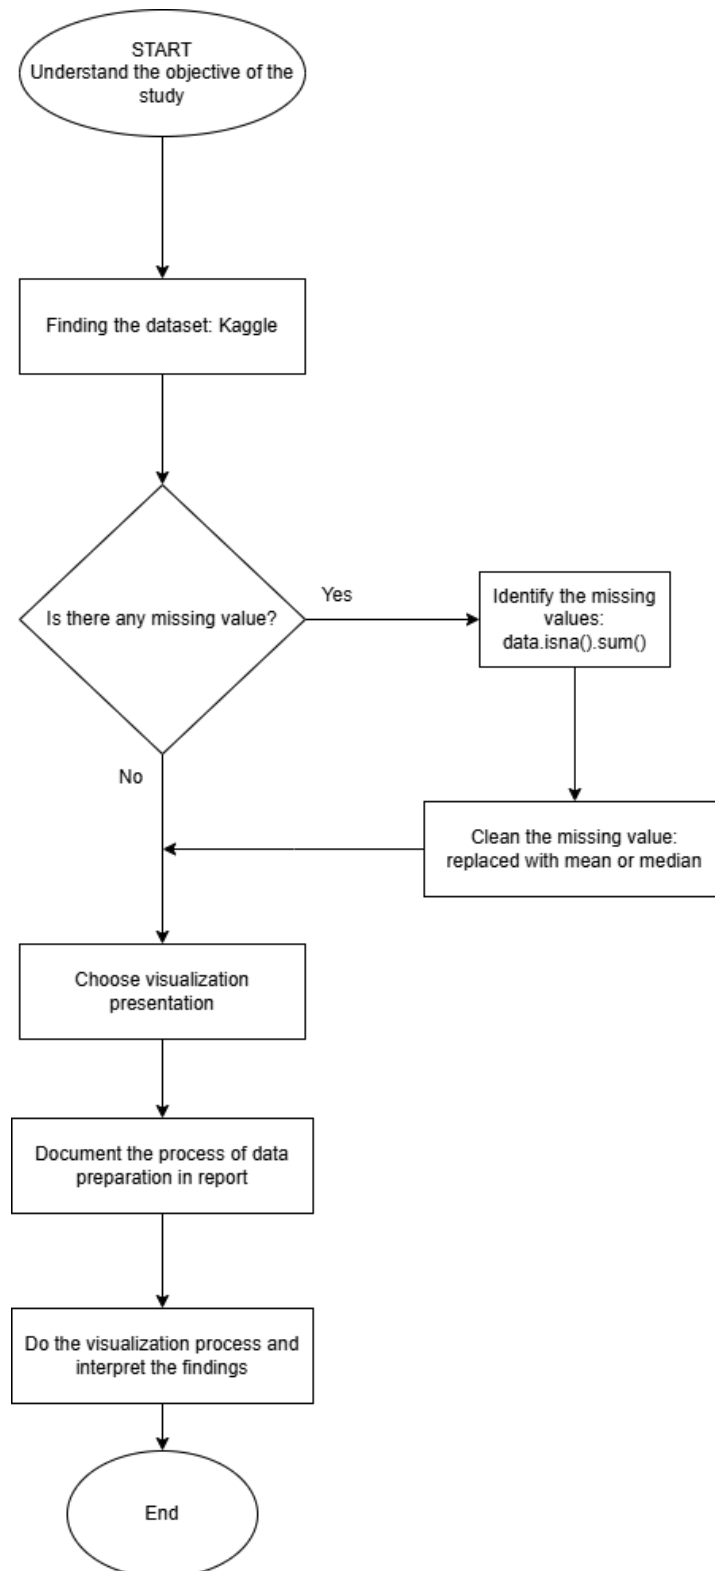 START
Understand the objective of the
study
Finding the dataset: Kaggle
Is there any missing value?
Yes
Identify the missing
values:
data.isna().sum()
No
Clean the missing value:
replaced with mean or median
Choose visualization
presentation
Document the process of data
preparation in report
Do the visualization process and
interpret the findings
End